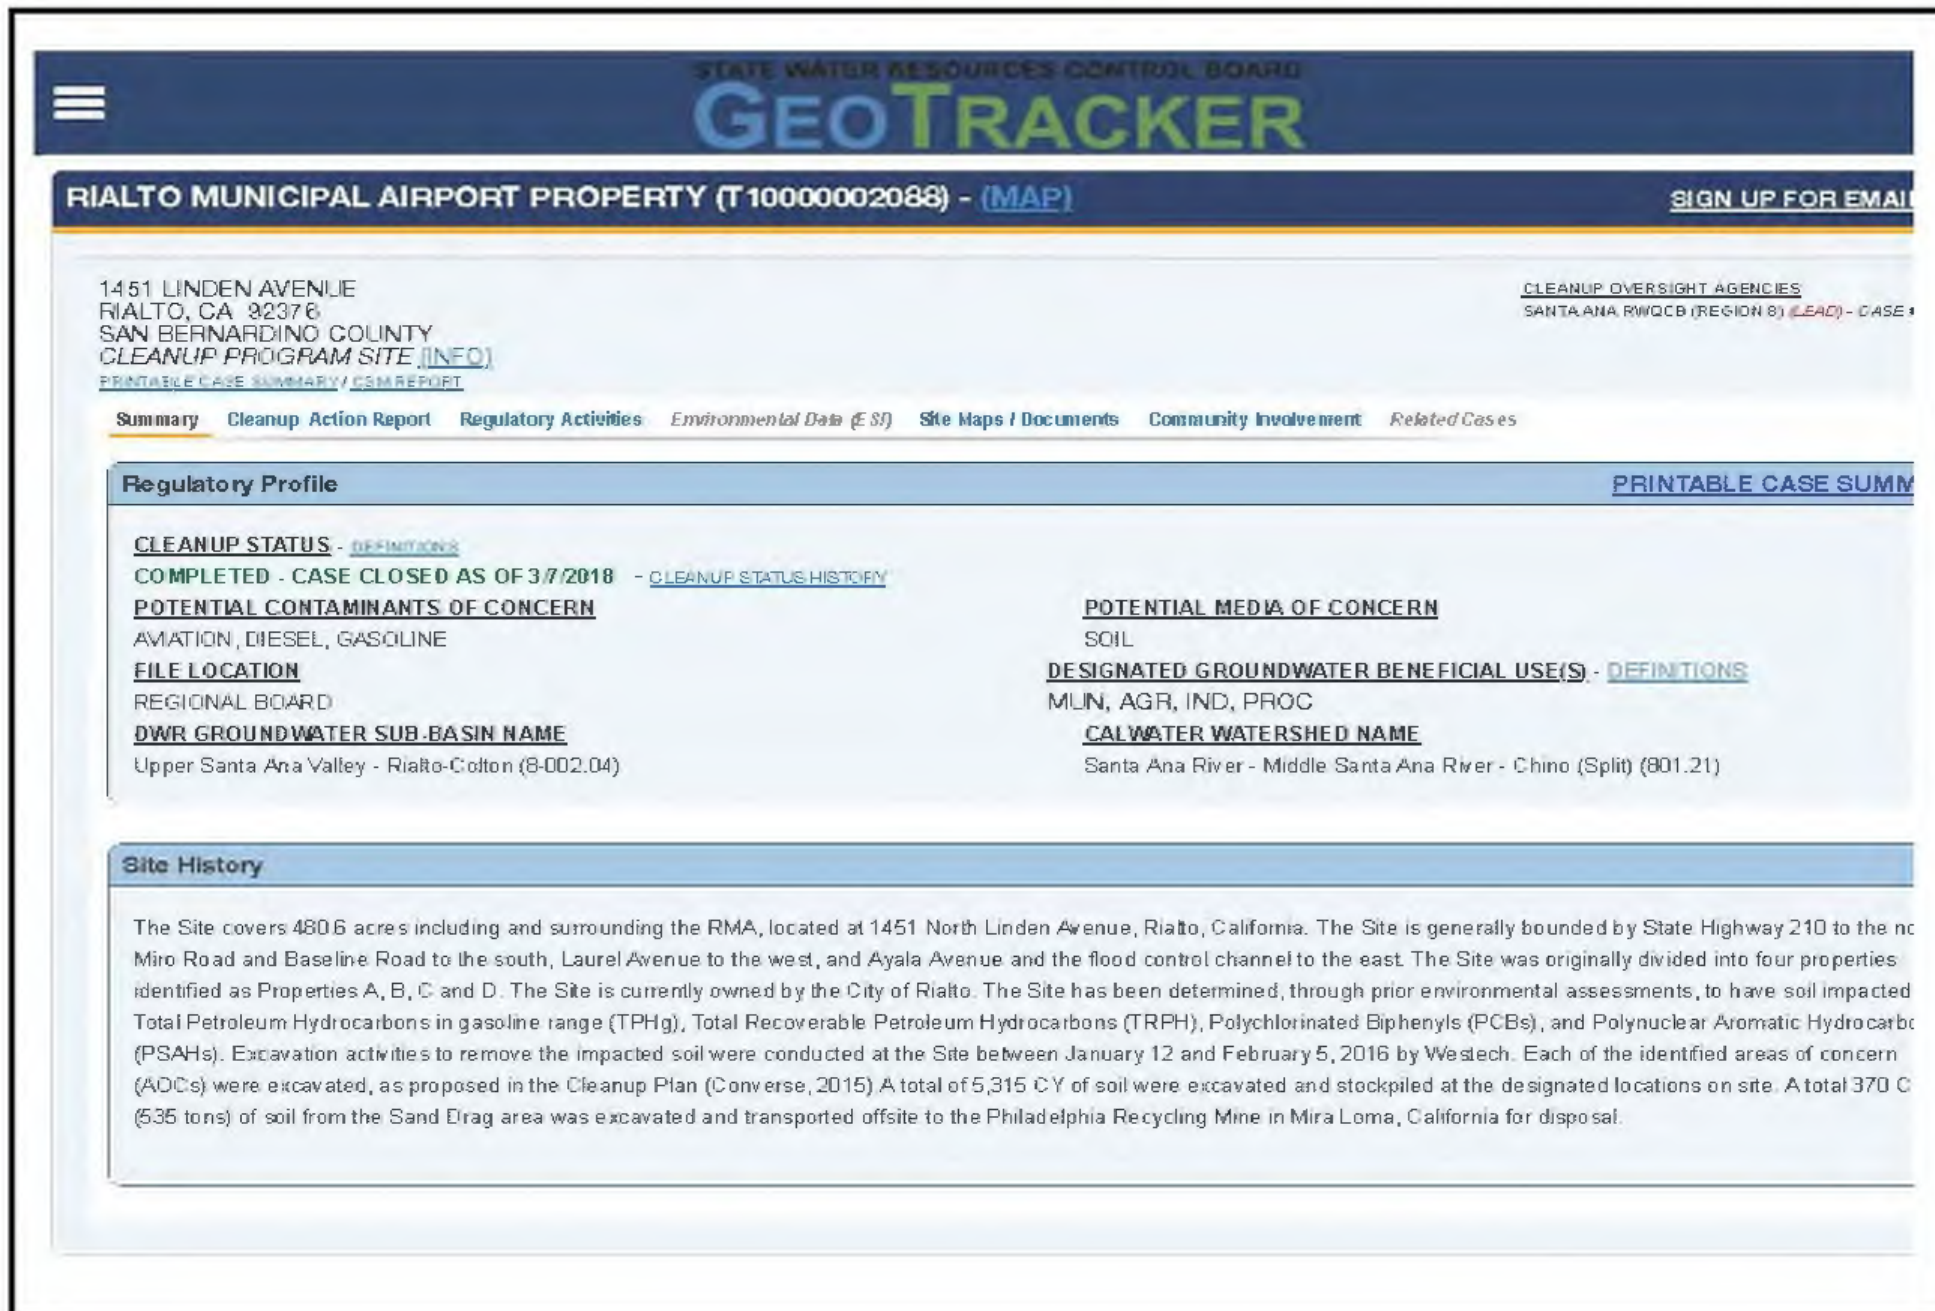 STATE WATER RESOURCES CONTROL BOARD
GEOTRACKER
RIALTO MUNICIPAL AIRPORT PROPERTY (T10000002088) - (MAP)
SIGN UP FOR EMAI
1451 LINDEN AVENUE
RIALTO, CA 92376
SAN BERNARDINO COUNTY
CLEANUP PROGRAM SITE (INFO)
PRINTABLE CASE SUMMARY / CSM REPORT
CLEANUP OVERSIGHT AGENCIES
SANTA ANA RWQCB (REGION 8) (LEAD) - CASE #
Summary Cleanup Action Report Regulatory Activities Environmental Data (ESI) Site Maps / Documents Community Involvement Related Cases
Regulatory Profile
PRINTABLE CASE SUMM
CLEANUP STATUS - DEFINITIONS
COMPLETED - CASE CLOSED AS OF 3/7/2018 - CLEANUP STATUS HISTORY
POTENTIAL CONTAMINANTS OF CONCERN
AVIATION, DIESEL, GASOLINE
FILE LOCATION
REGIONAL BOARD
DWR GROUNDWATER SUB-BASIN NAME
Upper Santa Ana Valley - Rialto-Colton (8-002.04)
POTENTIAL MEDIA OF CONCERN
SOIL
DESIGNATED GROUNDWATER BENEFICIAL USE(S) - DEFINITIONS
MUN, AGR, IND, PROC
CALWATER WATERSHED NAME
Santa Ana River - Middle Santa Ana River - Chino (Split) (801.21)
Site History
The Site covers 480.6 acres including and surrounding the RMA, located at 1451 North Linden Avenue, Rialto, California. The Site is generally bounded by State Highway 210 to the no
Miro Road and Baseline Road to the south, Laurel Avenue to the west, and Ayala Avenue and the flood control channel to the east. The Site was originally divided into four properties
identified as Properties A, B, C and D. The Site is currently owned by the City of Rialto. The Site has been determined, through prior environmental assessments, to have soil impacted
Total Petroleum Hydrocarbons in gasoline range (TPHg), Total Recoverable Petroleum Hydrocarbons (TRPH), Polychlorinated Biphenyls (PCBs), and Polynuclear Aromatic Hydrocarbo
(PSAHs). Excavation activities to remove the impacted soil were conducted at the Site between January 12 and February 5, 2016 by Westech. Each of the identified areas of concern
(AOCs) were excavated, as proposed in the Cleanup Plan (Converse, 2015) A total of 5,315 CY of soil were excavated and stockpiled at the designated locations on site. A total 370 C
(535 tons) of soil from the Sand Drag area was excavated and transported offsite to the Philadelphia Recycling Mine in Mira Loma, California for disposal.